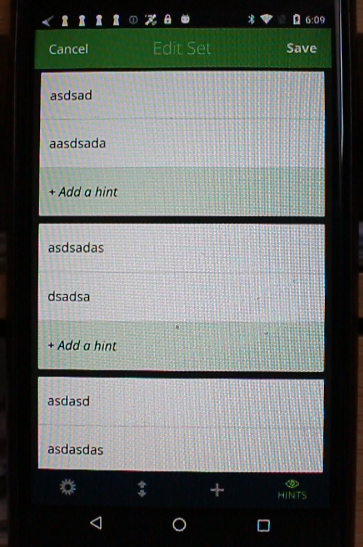 6:09
Cancel Edit Set Save
asdsad
aasdsada
+ Add a hint
asdsadas
dsadsa
+ Add a hint
asdasd
asdasdas
HINTS